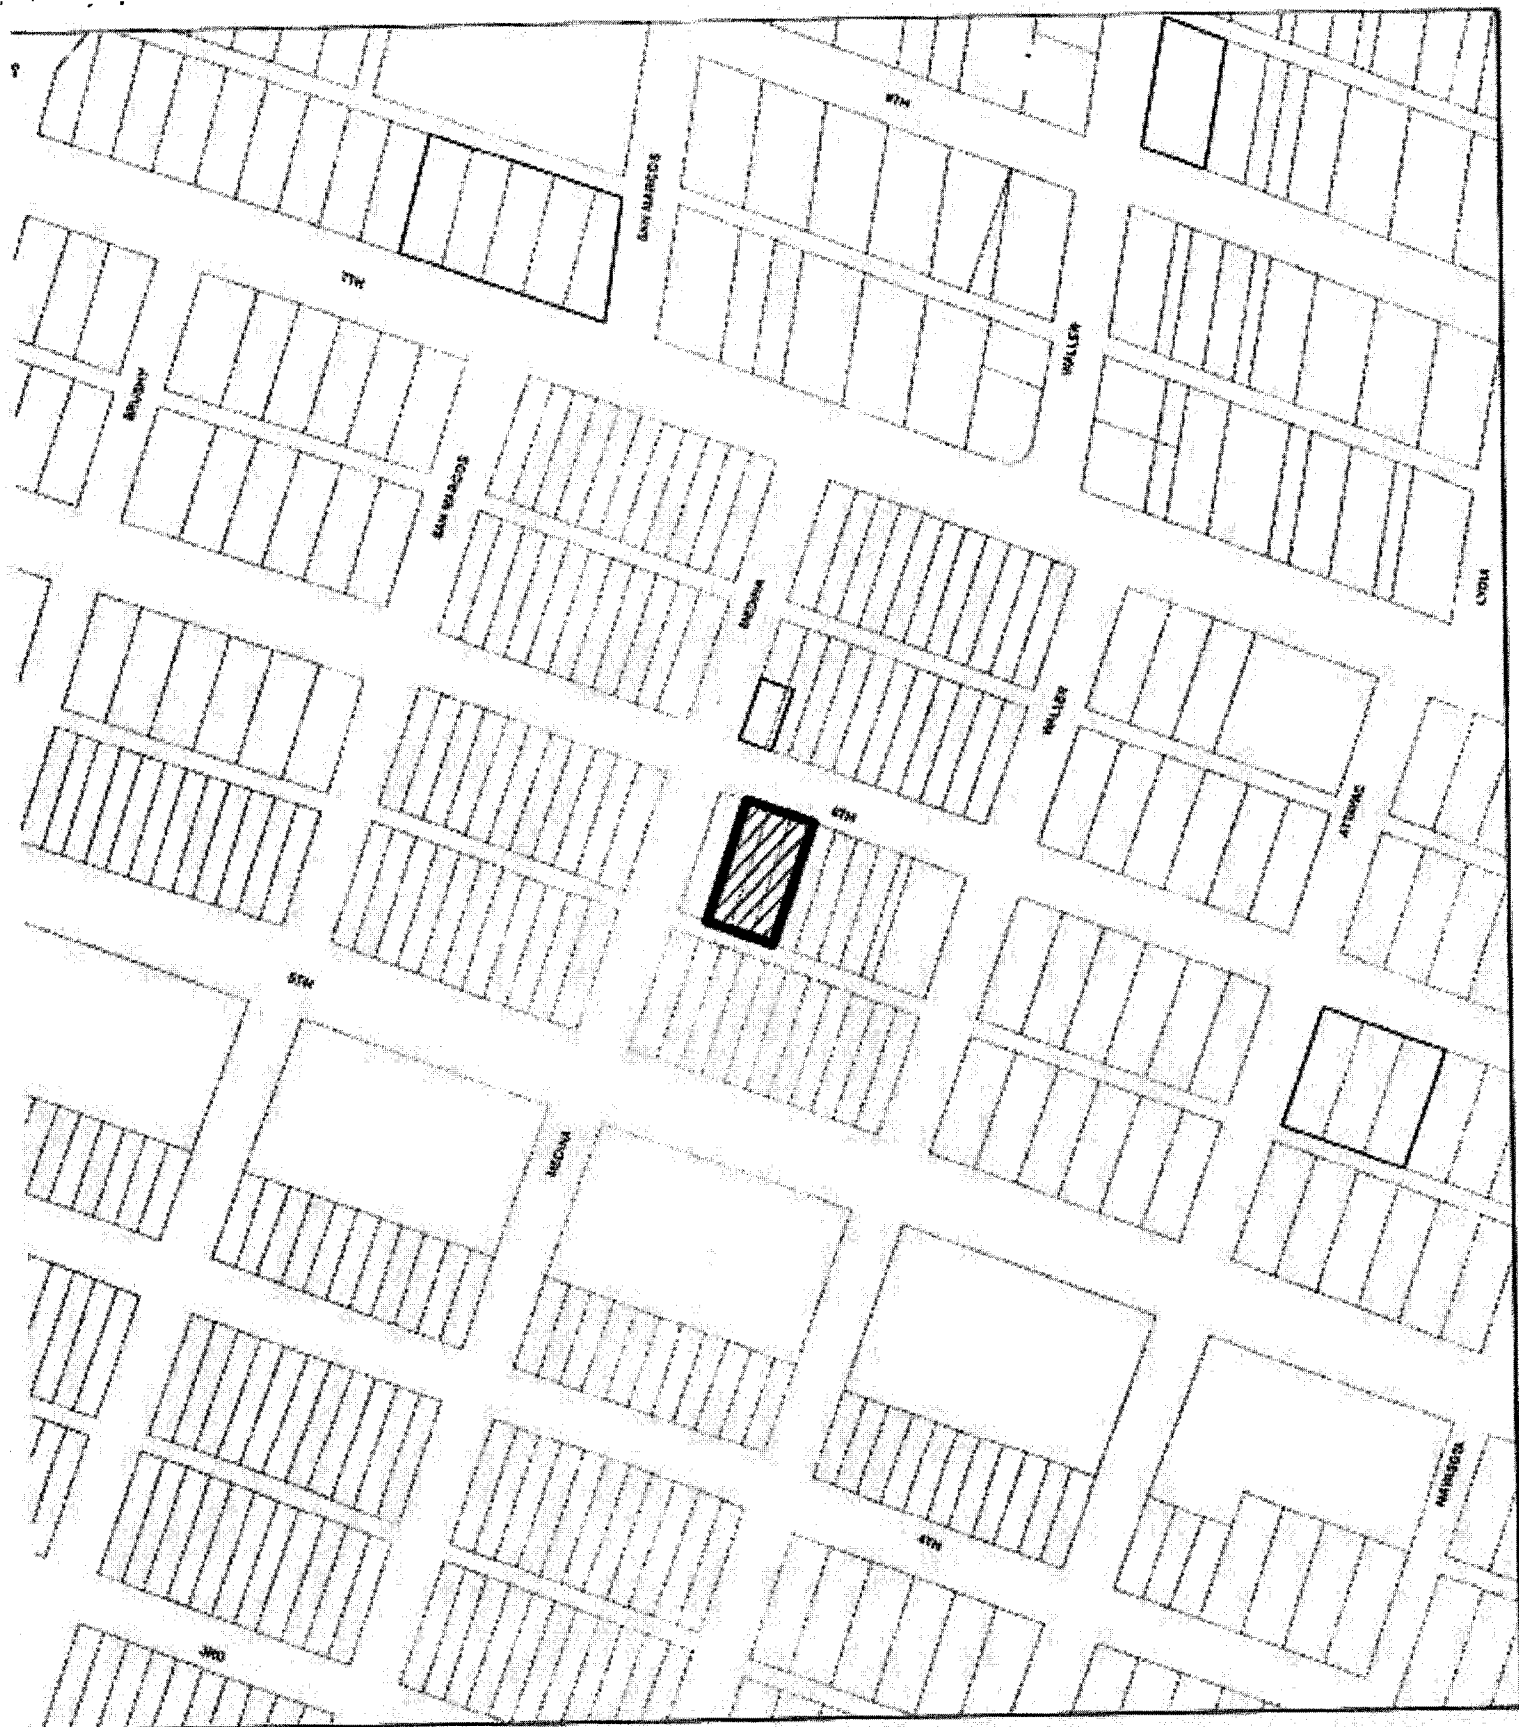 8TH
SAN MARCOS
7TH
WALLER
BRUSHY
SAN MARCOS
LYDIA
MEDINA
WALLER
ATTAYAC
6TH
5TH
MEDINA
NAVASOTA
4TH
3RD